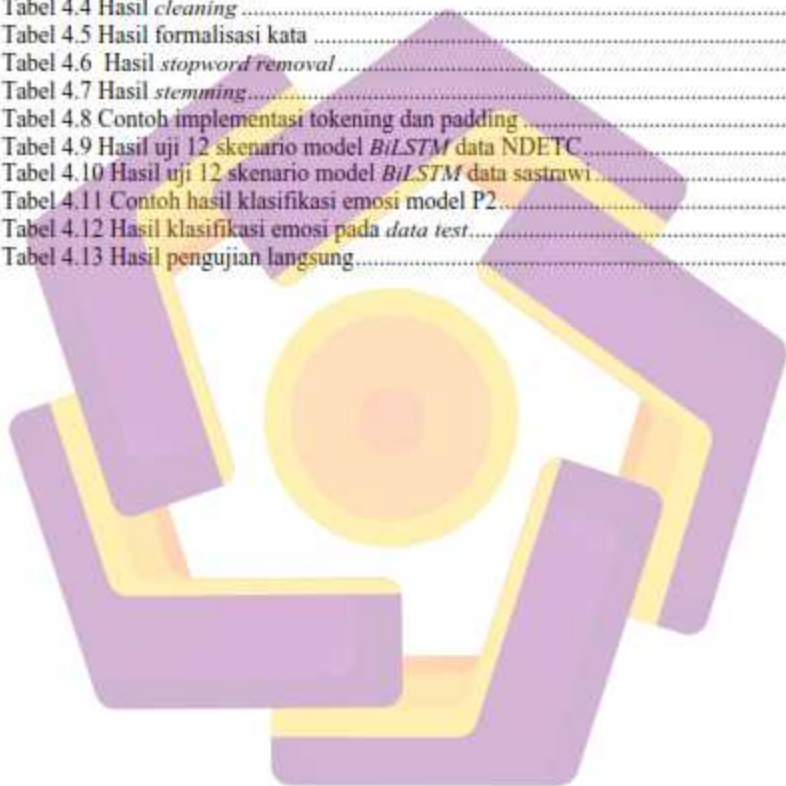 Tabel 4.4 Hasil cleaning
Tabel 4.5 Hasil formalisasi kata
Tabel 4.6 Hasil stopword removal
Tabel 4.7 Hasil stemming
Tabel 4.8 Contoh implementasi tokening dan padding
Tabel 4.9 Hasil uji 12 skenario model BiLSTM data NDETC
Tabel 4.10 Hasil uji 12 skenario model BiLSTM data sastrawi
Tabel 4.11 Contoh hasil klasifikasi emosi model P2
Tabel 4.12 Hasil klasifikasi emosi pada data test
Tabel 4.13 Hasil pengujian langsung